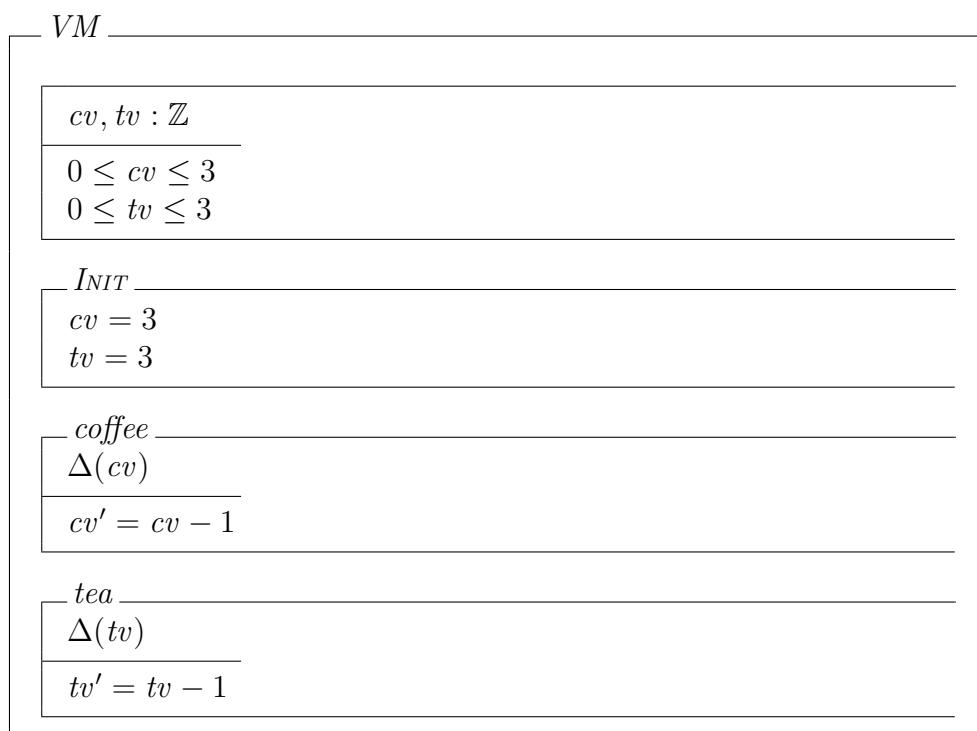 VM
cv, tv : ℤ
0 ≤ cv ≤ 3
0 ≤ tv ≤ 3
INIT
cv = 3
tv = 3
coffee
Δ(cv)
cv′ = cv − 1
tea
Δ(tv)
tv′ = tv − 1